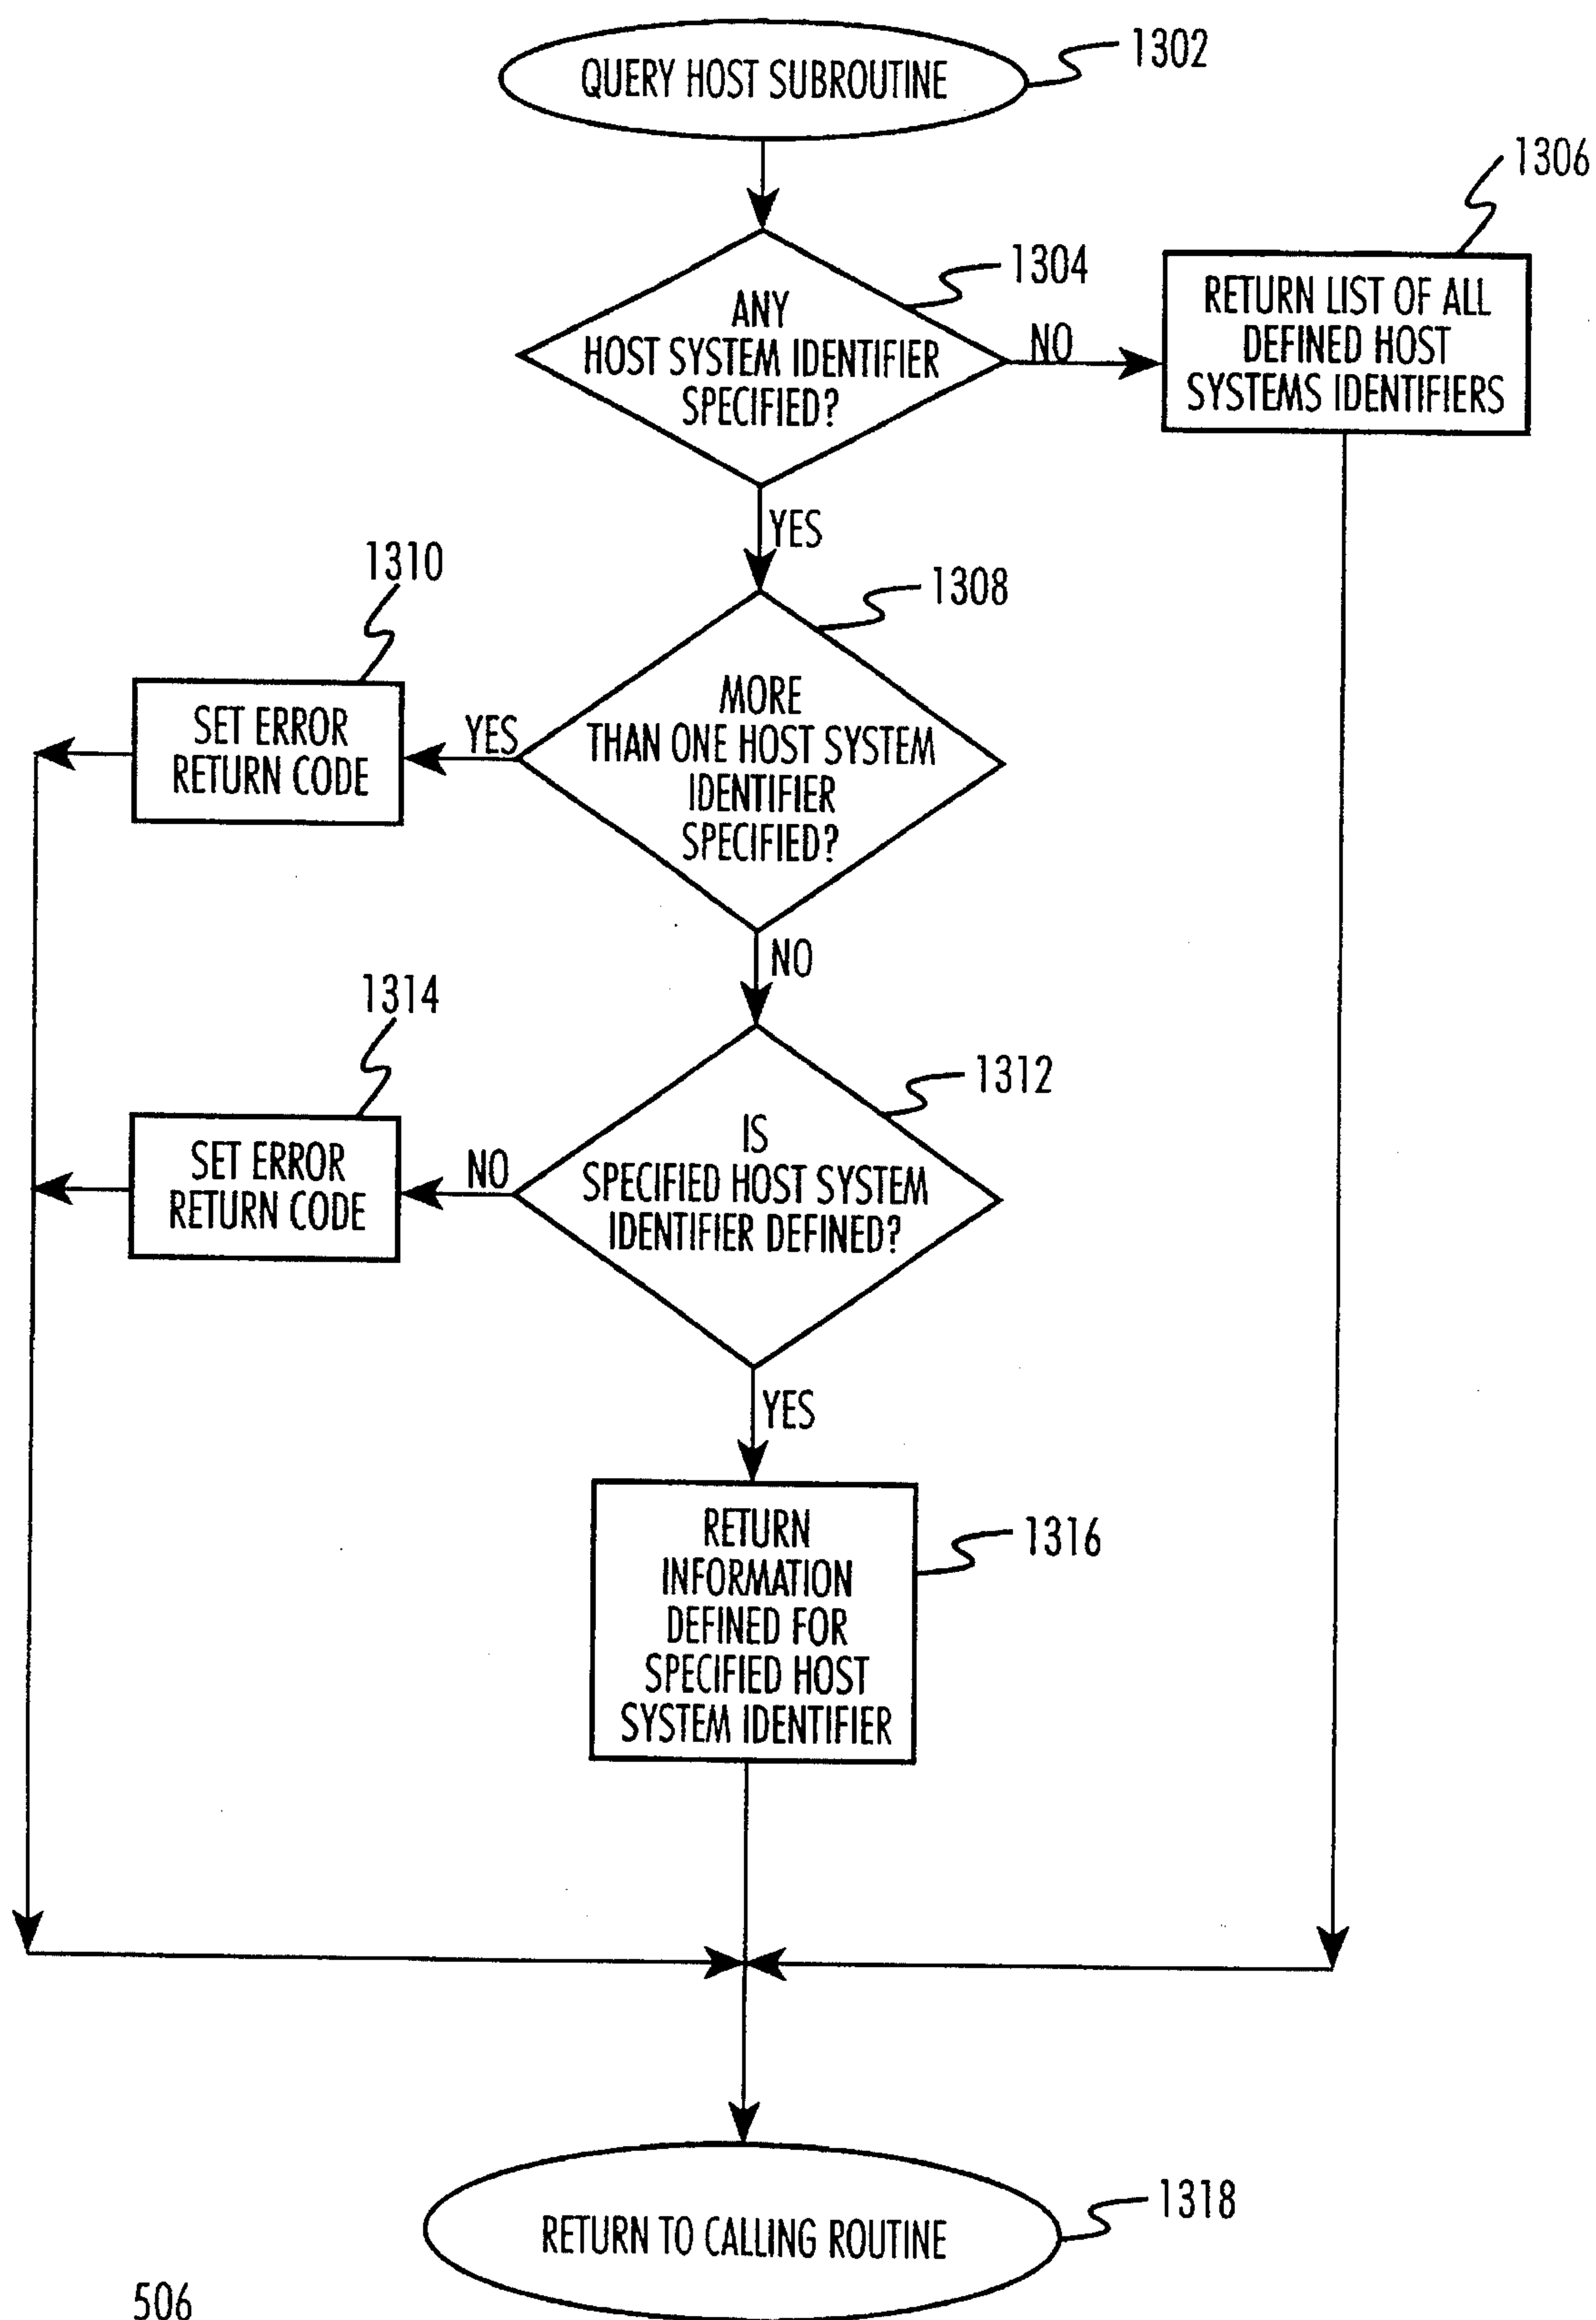 QUERY HOST SUBROUTINE
1302
1306
1304
ANY
HOST SYSTEM IDENTIFIER
SPECIFIED?
NO
RETURN LIST OF ALL
DEFINED HOST
SYSTEMS IDENTIFIERS
YES
1310
1308
SET ERROR
RETURN CODE
YES
MORE
THAN ONE HOST SYSTEM
IDENTIFIER
SPECIFIED?
NO
1314
1312
SET ERROR
RETURN CODE
NO
IS
SPECIFIED HOST SYSTEM
IDENTIFIER DEFINED?
YES
RETURN
INFORMATION
DEFINED FOR
SPECIFIED HOST
SYSTEM IDENTIFIER
1316
1318
RETURN TO CALLING ROUTINE
506